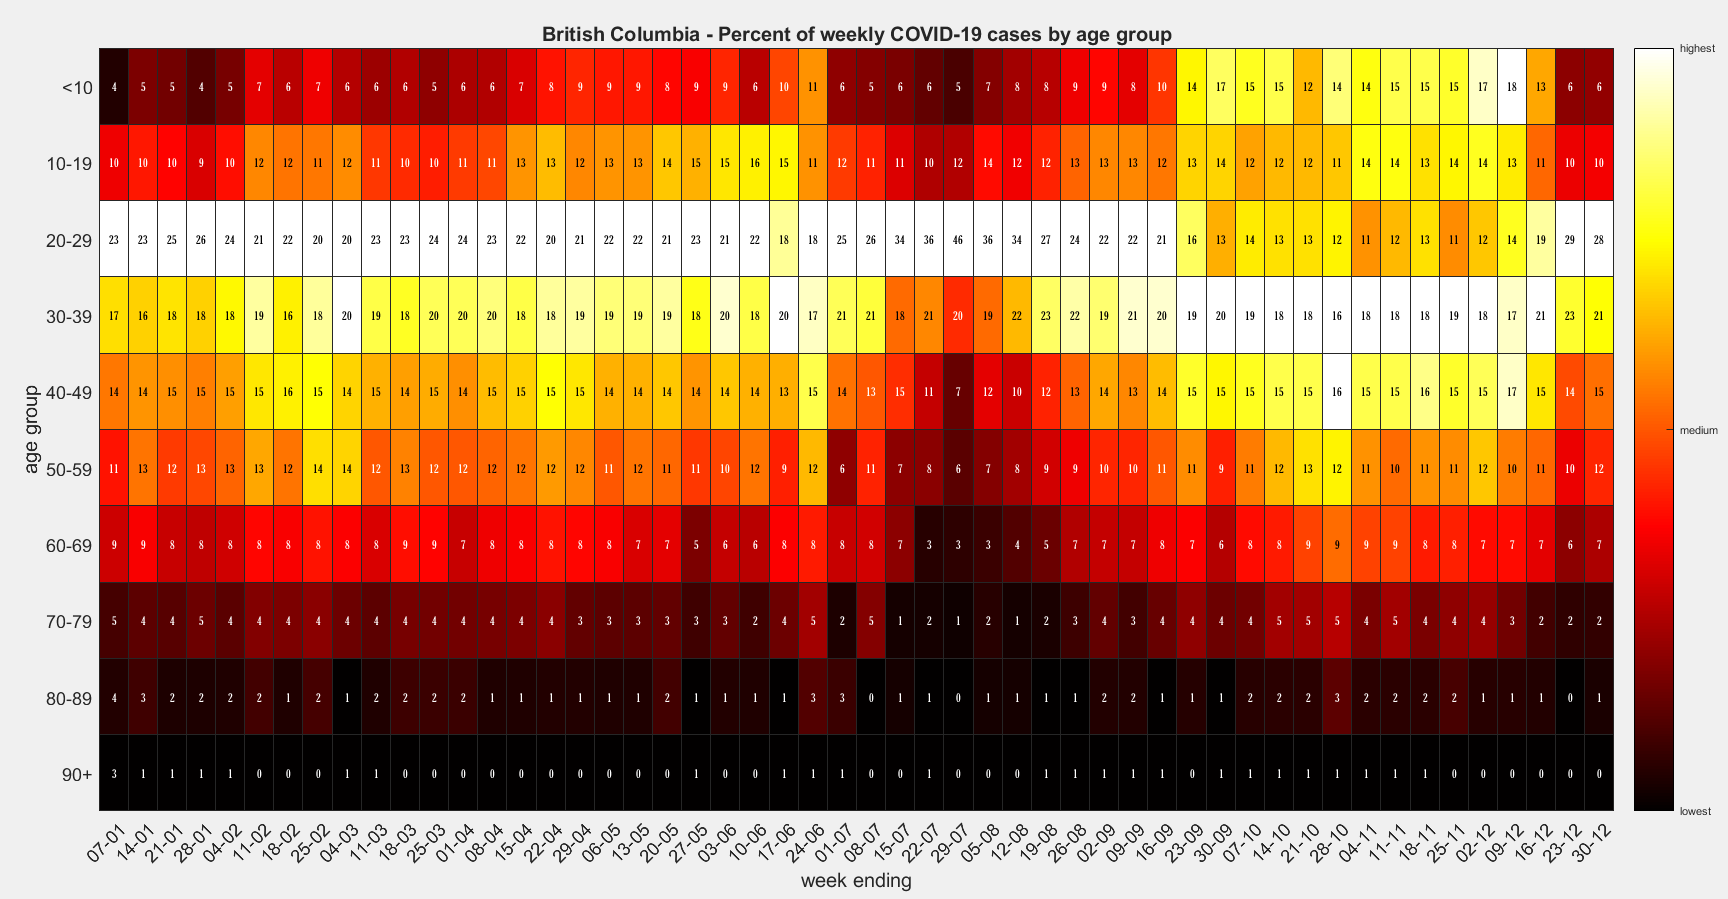 British Columbia - Percent of weekly COVID-19 cases by age group
highest
<10 4 5 5 4 5 7 6 7 6 6 6 5 6 6 7 8 9 9 9 8 9 9 6 10 11 6 5 6 6 5 7 8 8 9 9 8 10 14 17 15 15 12 14 14 15 15 15 17 18 13 6 6
10-19 10 10 10 9 10 12 12 11 12 11 10 10 11 11 13 13 12 13 13 14 15 15 16 15 11 12 11 11 10 12 14 12 12 13 13 13 12 13 14 12 12 12 11 14 14 13 14 14 13 11 10 10
20-29 23 23 25 26 24 21 22 20 20 23 23 24 24 23 22 20 21 22 22 21 23 21 22 18 18 25 26 34 36 46 36 34 27 24 22 22 21 16 13 14 13 13 12 11 12 13 11 12 14 19 29 28
30-39 17 16 18 18 18 19 16 18 20 19 18 20 20 20 18 18 19 19 19 19 18 20 18 20 17 21 21 18 21 20 19 22 23 22 19 21 20 19 20 19 18 18 16 18 18 18 19 18 17 21 23 21
40-49 14 14 15 15 15 15 16 15 14 15 14 15 14 15 15 15 15 14 14 14 14 14 14 13 15 14 13 15 11 7 12 10 12 13 14 13 14 15 15 15 15 15 16 15 15 16 15 15 17 15 14 15
50-59 11 13 12 13 13 13 12 14 14 12 13 12 12 12 12 12 12 11 12 11 11 10 12 9 12 6 11 7 8 6 7 8 9 9 10 10 11 11 9 11 12 13 12 11 10 11 11 12 10 11 10 12
medium
60-69 9 9 8 8 8 8 8 8 8 8 9 9 7 8 8 8 8 8 7 7 5 6 6 8 8 8 8 7 3 3 3 4 5 7 7 7 8 7 6 8 8 9 9 9 9 8 8 7 7 7 6 7
70-79 5 4 4 5 4 4 4 4 4 4 4 4 4 4 4 4 3 3 3 3 3 3 2 4 5 2 5 1 2 1 2 1 2 3 4 3 4 4 4 4 5 5 5 4 5 4 4 4 3 2 2 2
80-89 4 3 2 2 2 2 1 2 1 2 2 2 2 1 1 1 1 1 1 2 1 1 1 1 3 3 0 1 1 0 1 1 1 1 2 2 1 1 1 2 2 2 3 2 2 2 2 1 1 1 0 1
90+ 3 1 1 1 1 0 0 0 1 1 0 0 0 0 0 0 0 0 0 0 1 0 0 1 1 1 0 0 1 0 0 0 1 1 1 1 1 0 1 1 1 1 1 1 1 1 0 0 0 0 0 0
lowest
07-01 14-01 21-01 28-01 04-02 11-02 18-02 25-02 04-03 11-03 18-03 25-03 01-04 08-04 15-04 22-04 29-04 06-05 13-05 20-05 27-05 03-06 10-06 17-06 24-06 01-07 08-07 15-07 22-07 29-07 05-08 12-08 19-08 26-08 02-09 09-09 16-09 23-09 30-09 07-10 14-10 21-10 28-10 04-11 11-11 18-11 25-11 02-12 09-12 16-12 23-12 30-12
week ending
age group